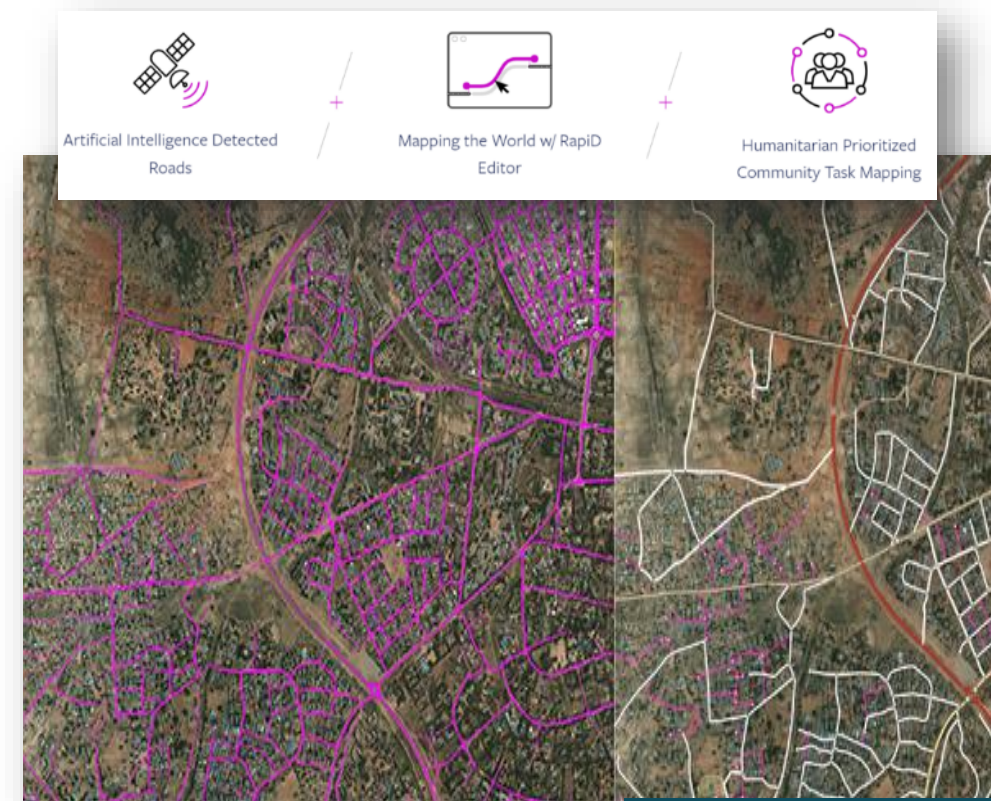 Artificial Intelligence Detected
Roads
Mapping the World w/ RapiD
Editor
Humanitarian Prioritized
Community Task Mapping